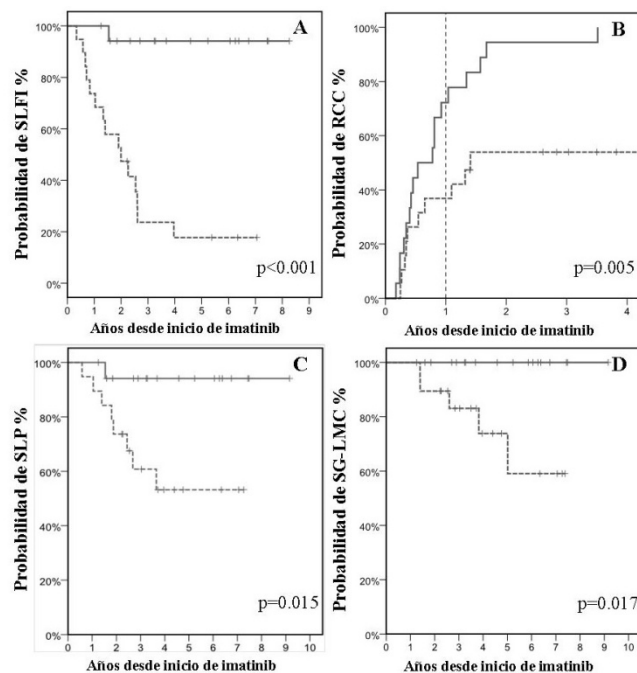 A
Probabilidad de SLFI %
100%
80%
60%
40%
20%
0%
p<0.001
0 1 2 3 4 5 6 7 8 9
Años desde inicio de imatinib
B
Probabilidad de RCC %
100%
80%
60%
40%
20%
0%
p=0.005
0 1 2 3 4
Años desde inicio de imatinib
C
Probabilidad de SLP %
100%
80%
60%
40%
20%
0%
p=0.015
0 1 2 3 4 5 6 7 8 9 10
Años desde inicio de imatinib
D
Probabilidad de SG-LMC %
100%
80%
60%
40%
20%
0%
p=0.017
0 1 2 3 4 5 6 7 8 9 10
Años desde inicio de imatinib